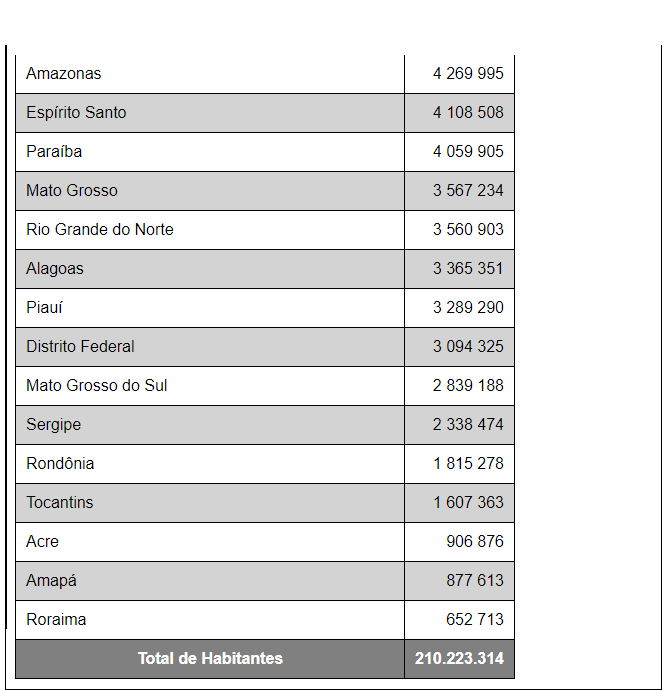 Amazonas 4 269 995
Espírito Santo 4 108 508
Paraíba 4 059 905
Mato Grosso 3 567 234
Rio Grande do Norte 3 560 903
Alagoas 3 365 351
Piauí 3 289 290
Distrito Federal 3 094 325
Mato Grosso do Sul 2 839 188
Sergipe 2 338 474
Rondônia 1 815 278
Tocantins 1 607 363
Acre 906 876
Amapá 877 613
Roraima 652 713
Total de Habitantes 210.223.314